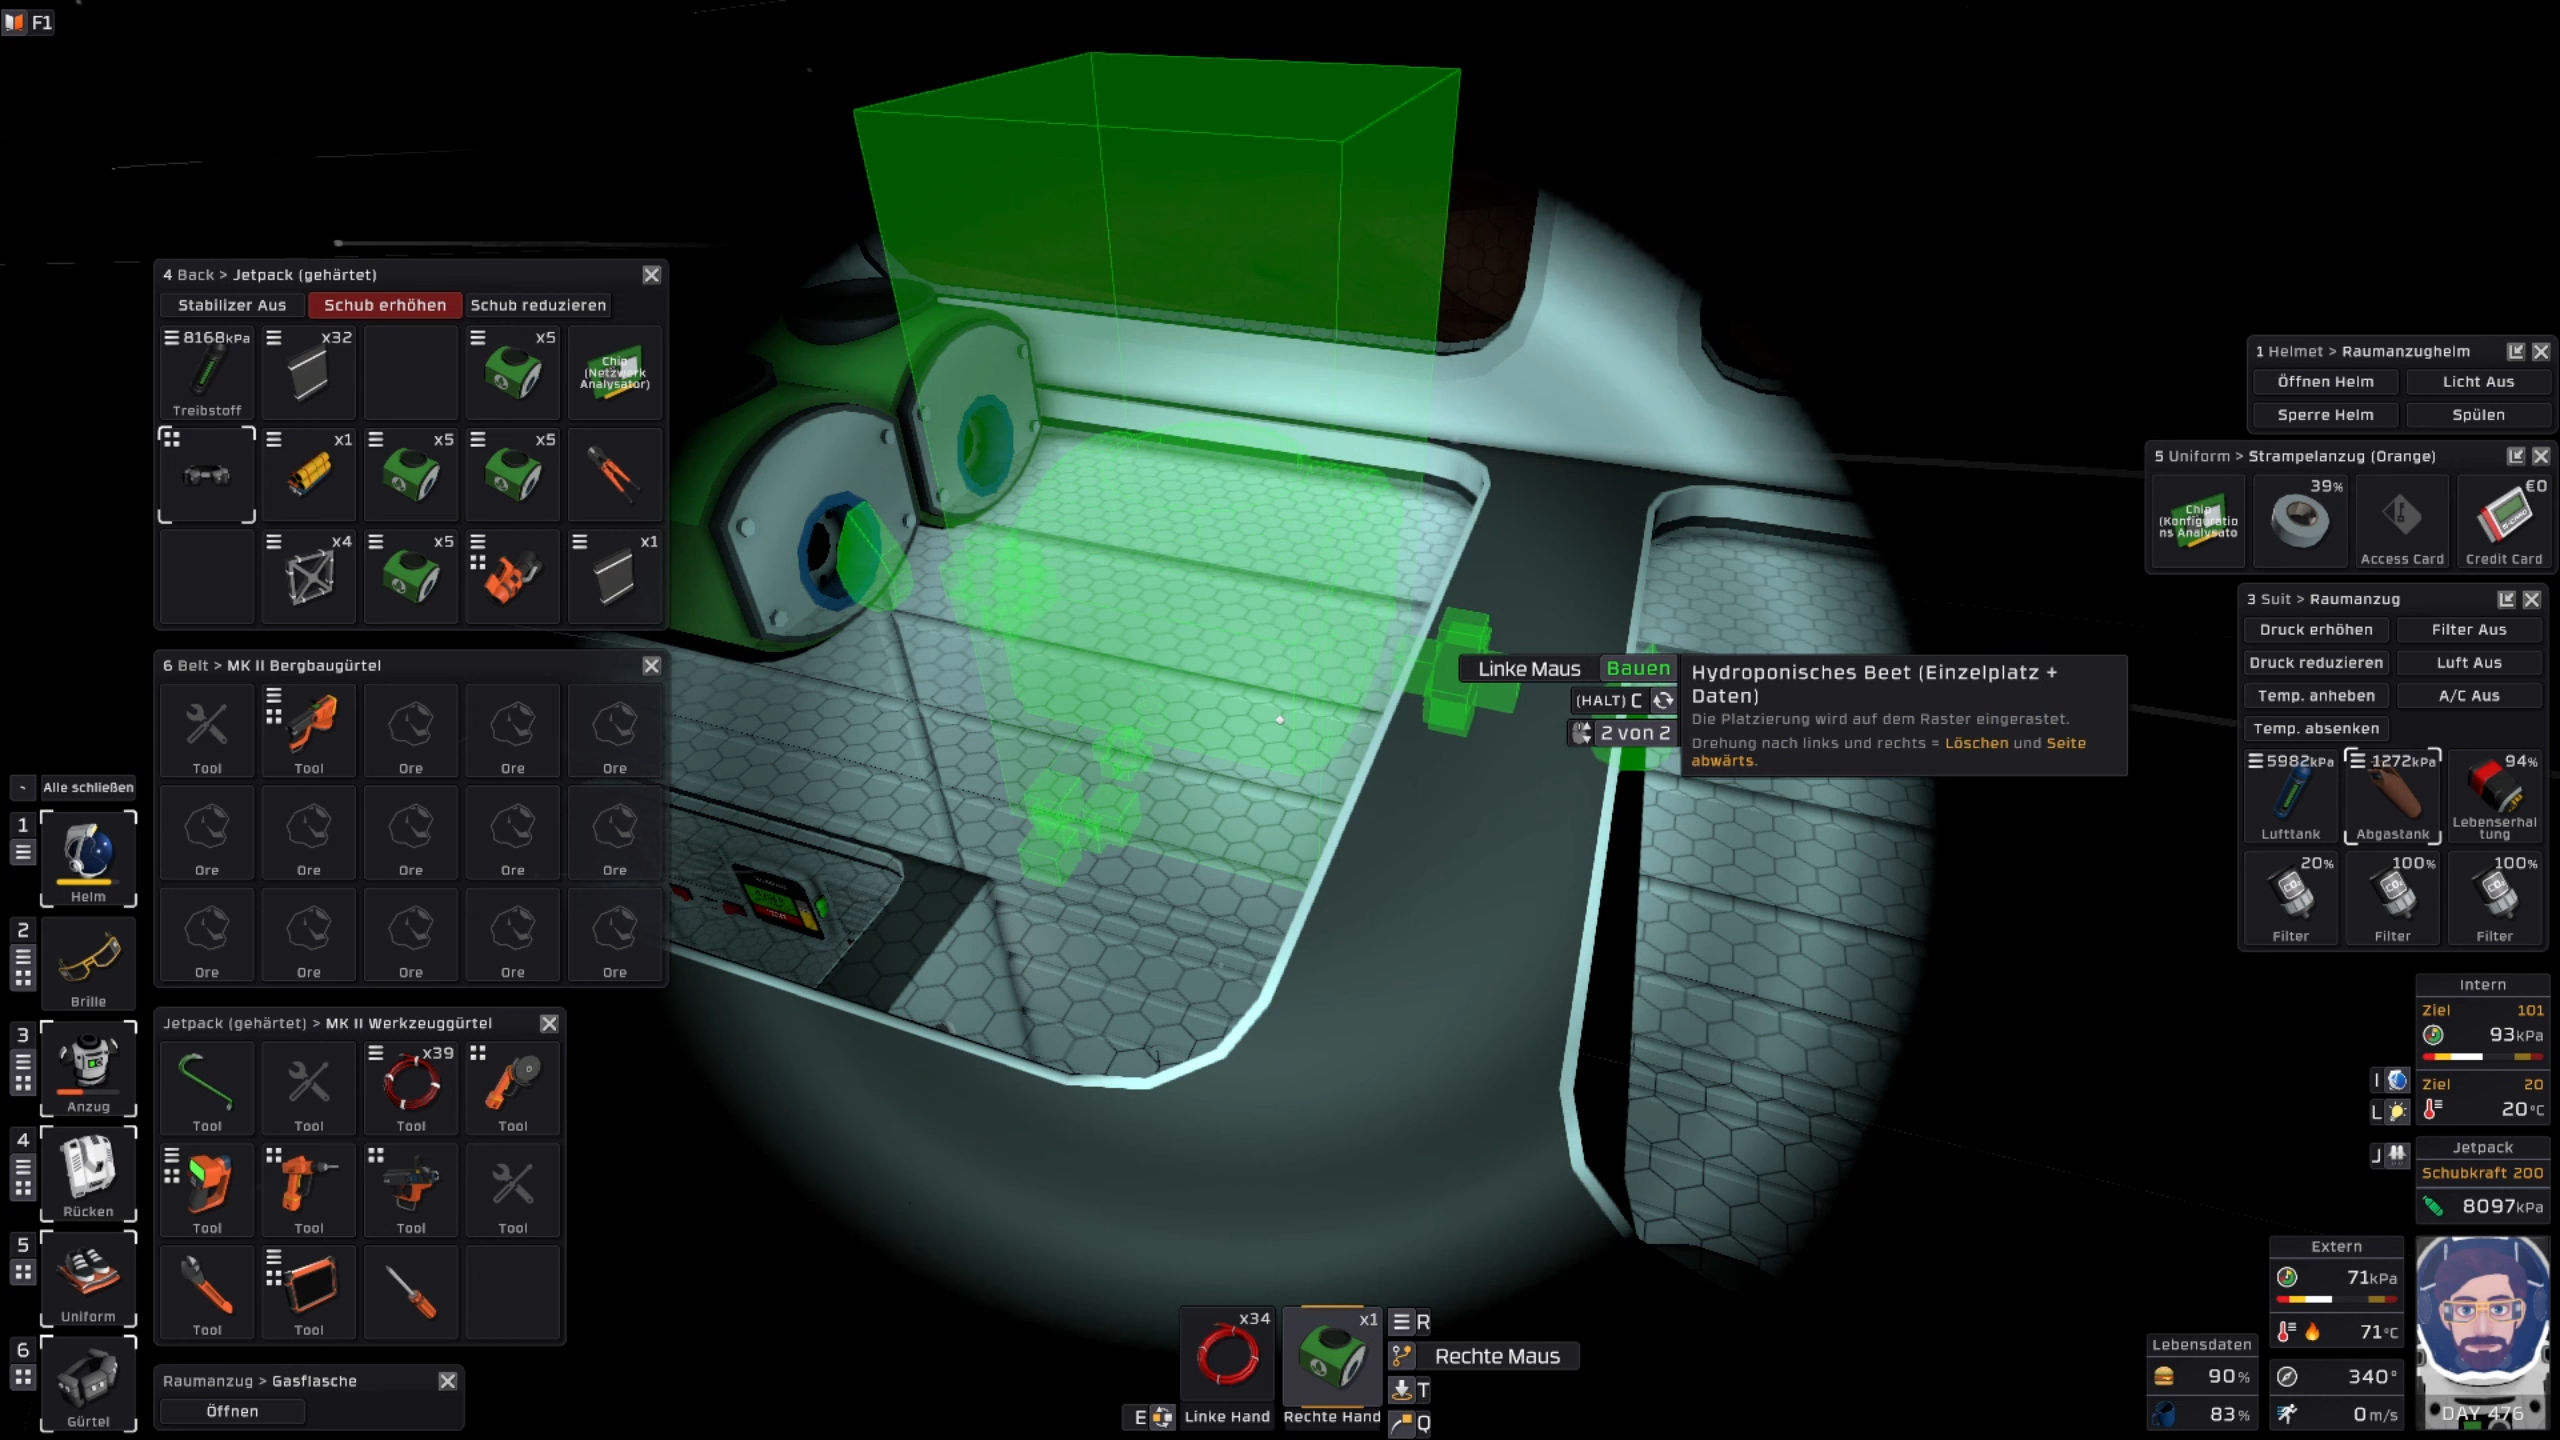 F1
4 Back > Jetpack (gehärtet)
Stabilizer Aus
Schub erhöhen
Schub reduzieren
8168kPa
x32
x5
Chip (Netzwerk Analysator)
Treibstoff
x1
x5
x5
x4
x5
x1
6 Belt > MK II Bergbaugürtel
Tool
Tool
Ore
Ore
Ore
Ore
Ore
Ore
Ore
Ore
Ore
Ore
Ore
Ore
Ore
Jetpack (gehärtet) > MK II Werkzeuggürtel
x39
Tool
Tool
Tool
Tool
Tool
Tool
Tool
Tool
Tool
Tool
Raumanzug > Gasflasche
Öffnen
~ Alle schließen
1
Helm
2
Brille
3
Anzug
4
Rücken
5
Uniform
6
Gürtel
Linke Maus
Bauen
(HALT) C
2 von 2
Hydroponisches Beet (Einzelplatz +
Daten)
Die Platzierung wird auf dem Raster eingerastet.
Drehung nach links und rechts = Löschen und Seite
abwärts.
x34
x1
R
Rechte Maus
T
E
Linke Hand
Rechte Hand
Q
1 Helmet > Raumanzughelm
Öffnen Helm
Licht Aus
Sperre Helm
Spülen
5 Uniform > Strampelanzug (Orange)
Chip (Konfiguratio ns Analysato
39%
€0
Access Card
Credit Card
3 Suit > Raumanzug
Druck erhöhen
Filter Aus
Druck reduzieren
Luft Aus
Temp. anheben
A/C Aus
Temp. absenken
5982kPa
1272kPa
94%
Lufttank
Abgastank
Lebenserhal tung
20%
100%
100%
Filter
Filter
Filter
Intern
Ziel 101
93kPa
I
Ziel 20
L
20°C
J
Jetpack
Schubkraft 200
8097kPa
Extern
71kPa
71°C
340°
0m/s
Lebensdaten
90%
83%
DAY 476